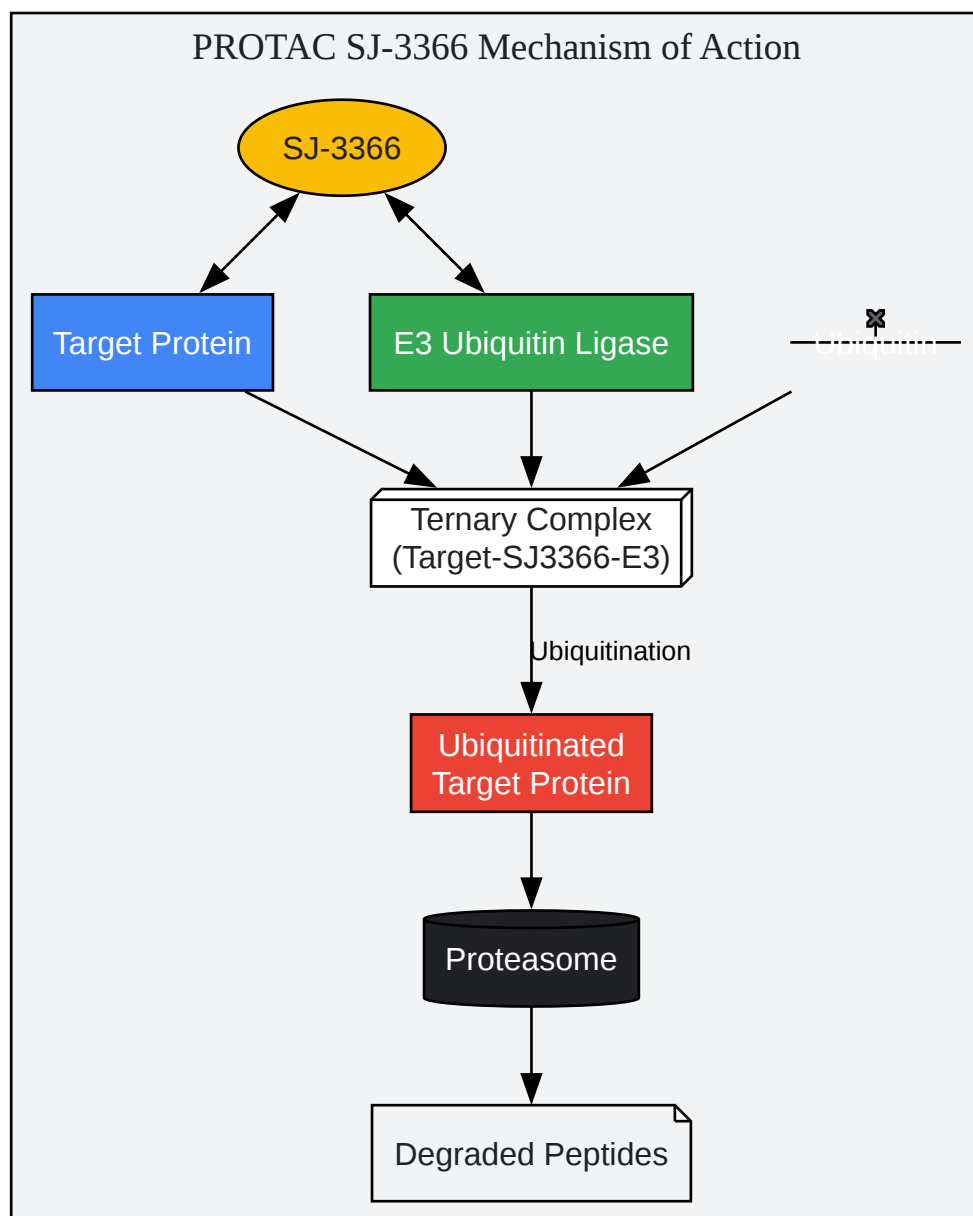 PROTAC SJ-3366 Mechanism of Action
SJ-3366
Target Protein
E3 Ubiquitin Ligase
Ubiquitin
Ternary Complex
(Target-SJ3366-E3)
Ubiquitination
Ubiquitinated
Target Protein
Proteasome
Degraded Peptides